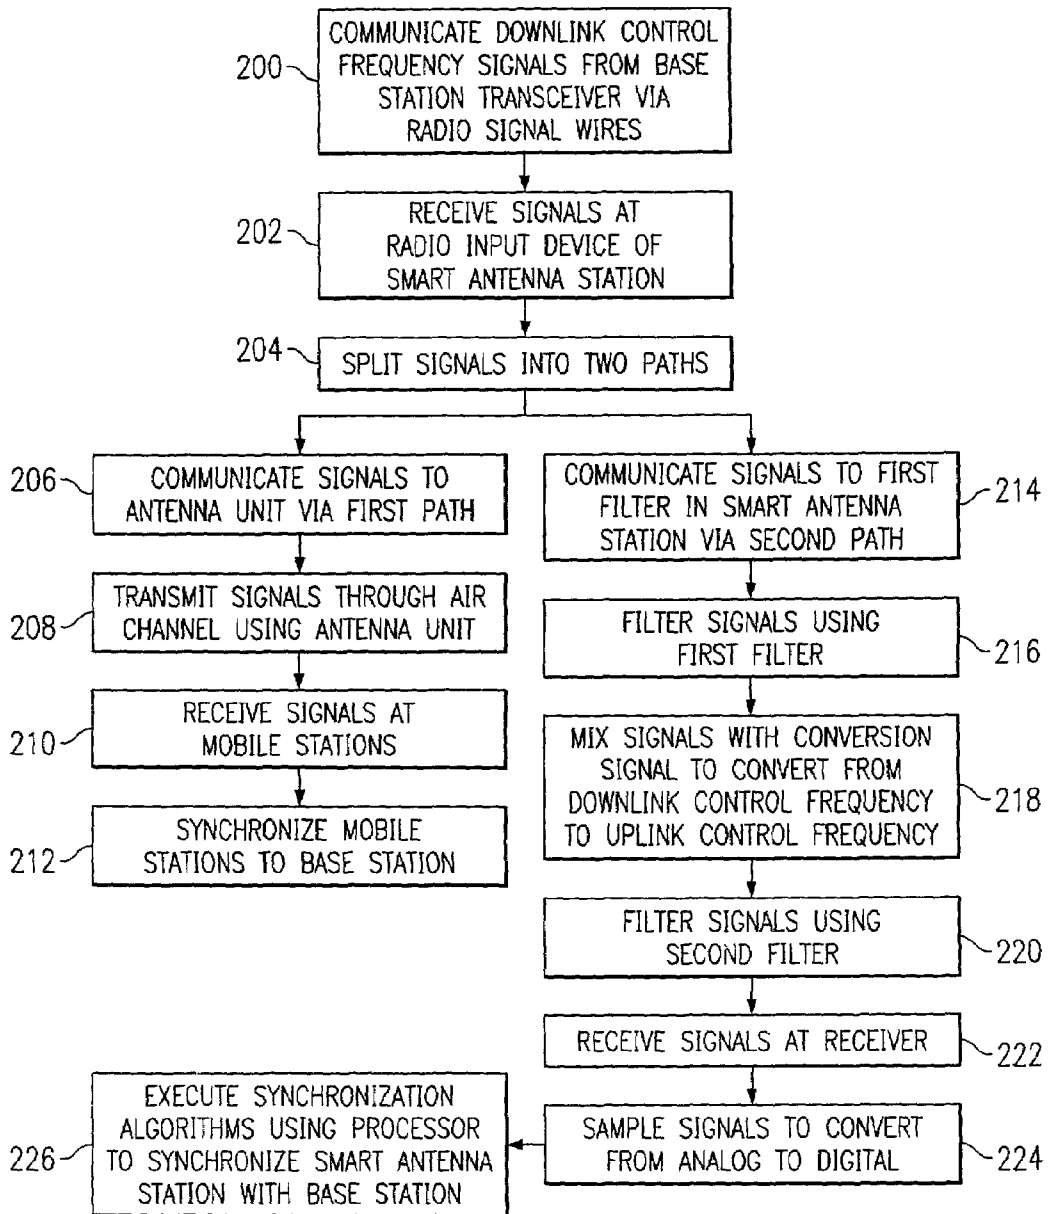 200
COMMUNICATE DOWNLINK CONTROL
FREQUENCY SIGNALS FROM BASE
STATION TRANSCEIVER VIA
RADIO SIGNAL WIRES
202
RECEIVE SIGNALS AT
RADIO INPUT DEVICE OF
SMART ANTENNA STATION
204
SPLIT SIGNALS INTO TWO PATHS
206
COMMUNICATE SIGNALS TO
ANTENNA UNIT VIA FIRST PATH
208
TRANSMIT SIGNALS THROUGH AIR
CHANNEL USING ANTENNA UNIT
210
RECEIVE SIGNALS AT
MOBILE STATIONS
212
SYNCHRONIZE MOBILE
STATIONS TO BASE STATION
COMMUNICATE SIGNALS TO FIRST
FILTER IN SMART ANTENNA
STATION VIA SECOND PATH
214
FILTER SIGNALS USING
FIRST FILTER
216
MIX SIGNALS WITH CONVERSION
SIGNAL TO CONVERT FROM
DOWNLINK CONTROL FREQUENCY
TO UPLINK CONTROL FREQUENCY
218
FILTER SIGNALS USING
SECOND FILTER
220
RECEIVE SIGNALS AT RECEIVER
222
SAMPLE SIGNALS TO CONVERT
FROM ANALOG TO DIGITAL
224
226
EXECUTE SYNCHRONIZATION
ALGORITHMS USING PROCESSOR
TO SYNCHRONIZE SMART ANTENNA
STATION WITH BASE STATION